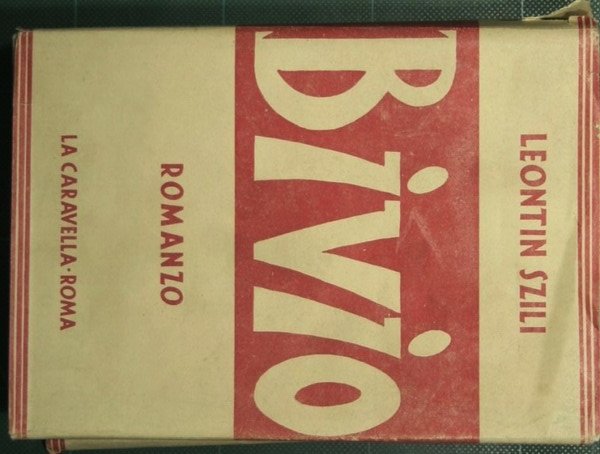 LEONTIN SZILI
Bivio
ROMANZO
LA CARAVELLA·ROMA